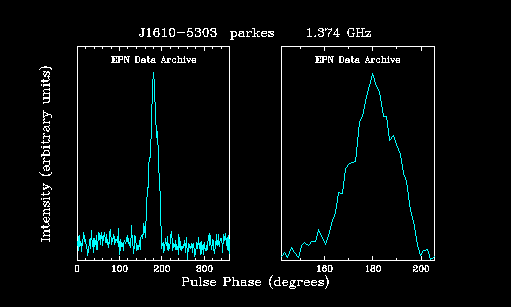 J1610-5303 parkes 1.374 GHz
EPN Data Archive
EPN Data Archive
Intensity (arbitrary units)
0 100 200 300
160 180 200
Pulse Phase (degrees)